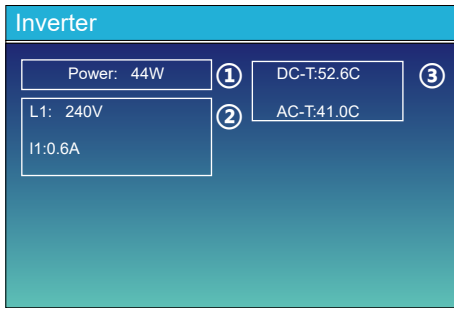 Inverter
Power: 44W
①
L1: 240V
I1:0.6A
②
DC-T:52.6C
AC-T:41.0C
③